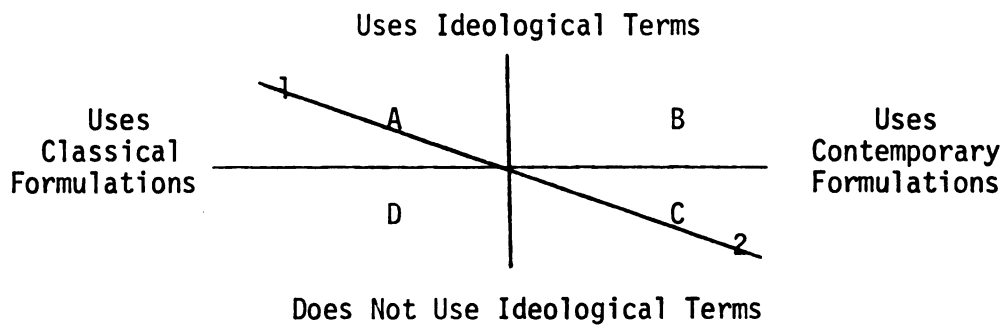 Uses Ideological Terms
1
A
B
Uses
Classical
Formulations
Uses
Contemporary
Formulations
D
C
2
Does Not Use Ideological Terms